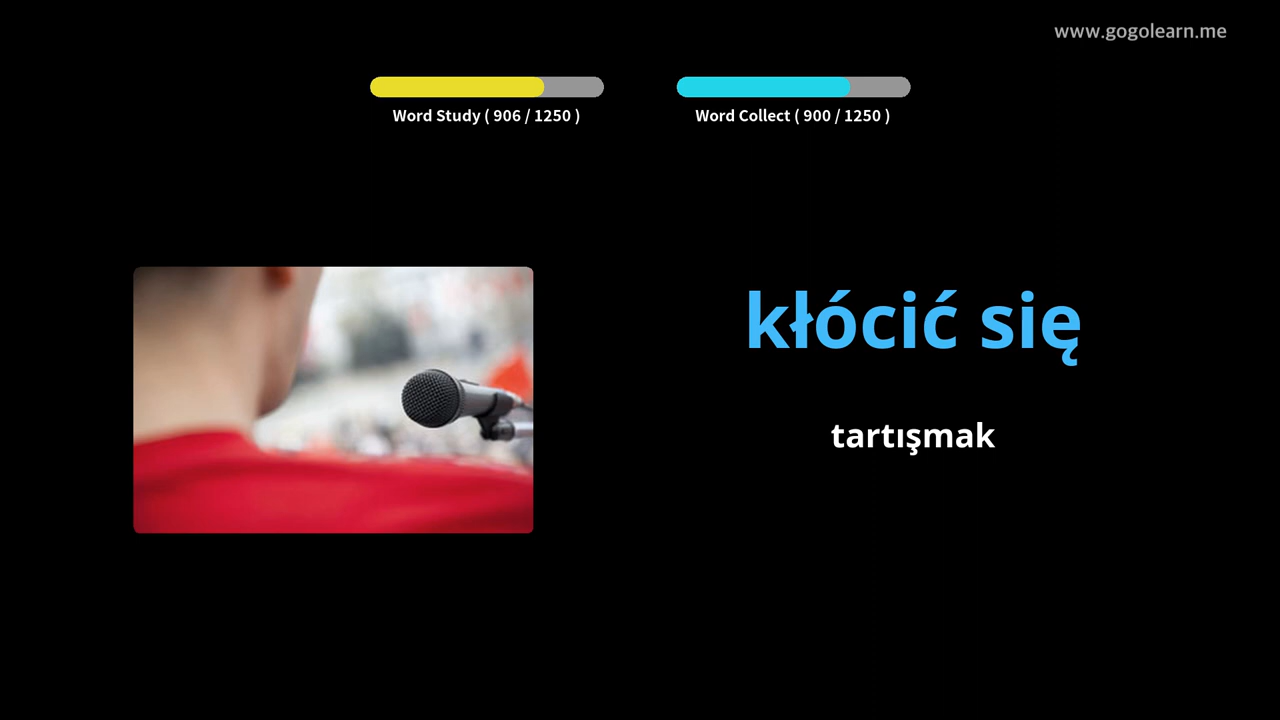 www.gogolearn.me
Word Study ( 906 / 1250 )
Word Collect ( 900 / 1250 )
kłócić się
tartışmak